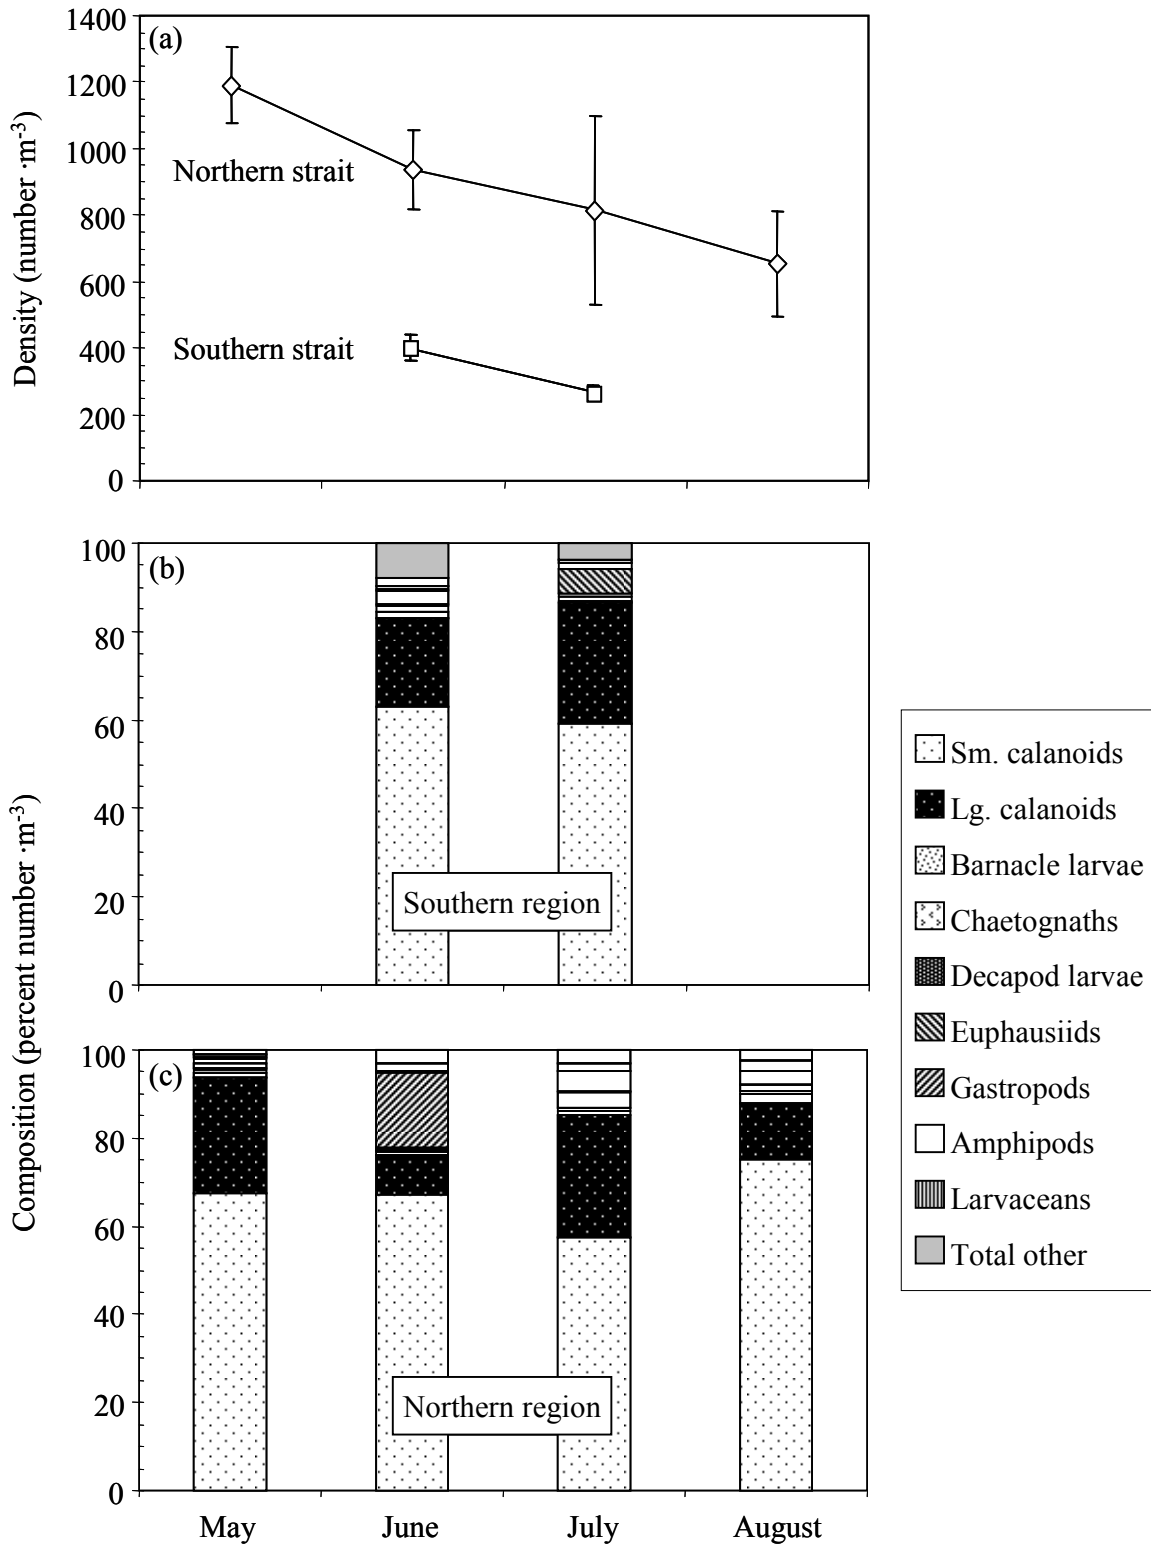 (a)
1400
1200
1000
800
600
400
200
0
Density (number ·m⁻³)
Northern strait
Southern strait
(b)
100
80
60
40
20
0
Southern region
Composition (percent number ·m⁻³)
(c)
100
80
60
40
20
0
Northern region
May June July August
Sm. calanoids
Lg. calanoids
Barnacle larvae
Chaetognaths
Decapod larvae
Euphausiids
Gastropods
Amphipods
Larvaceans
Total other